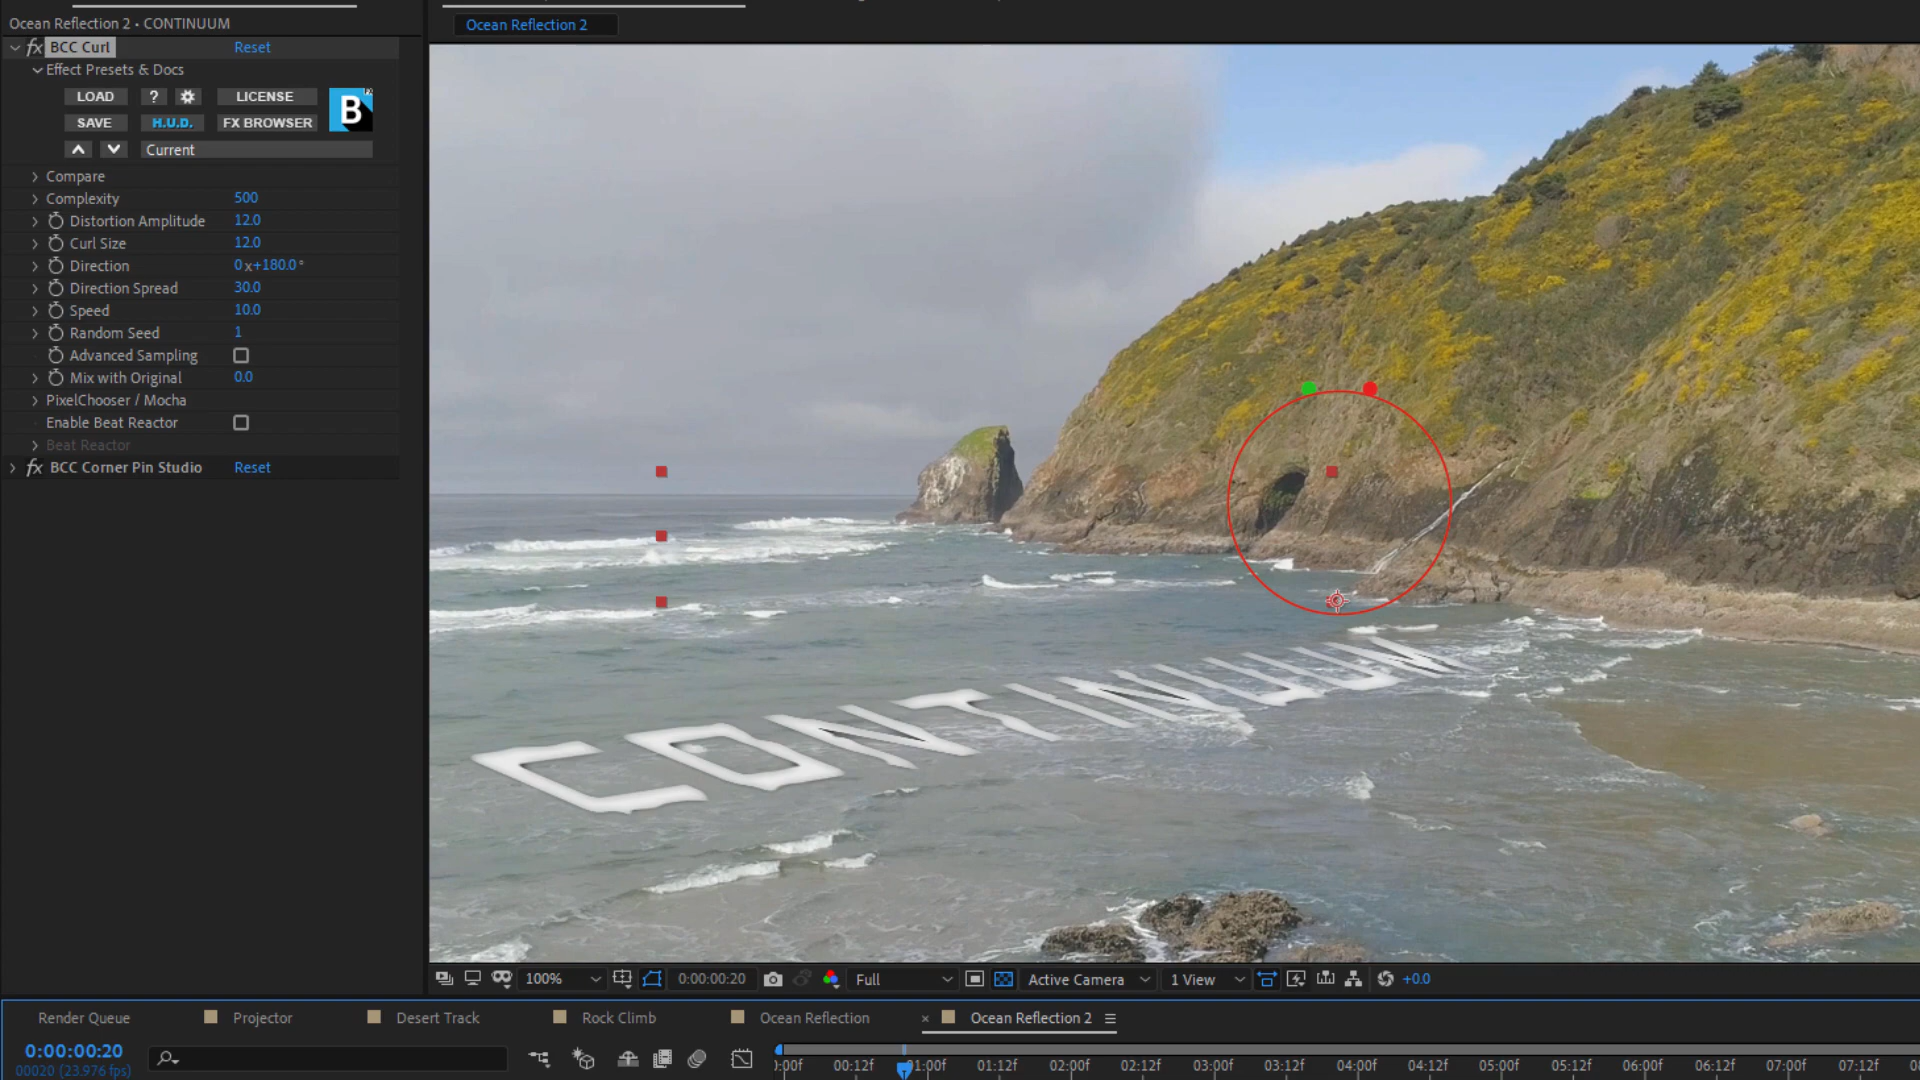 Ocean Reflection 2 • CONTINUUM
Ocean Reflection 2
fx BCC Curl Reset
Effect Presets & Docs
LOAD ? LICENSE
SAVE H.U.D. FX BROWSER
B FX
Current
Compare
Complexity 500
Distortion Amplitude 12.0
Curl Size 12.0
Direction 0x+180.0°
Direction Spread 30.0
Speed 10.0
Random Seed 1
Advanced Sampling
Mix with Original 0.0
PixelChooser / Mocha
Enable Beat Reactor
Beat Reactor
fx BCC Corner Pin Studio Reset
CONTINUUM
100% 0:00:00:20 Full Active Camera 1 View +0.0
Render Queue Projector Desert Track Rock Climb Ocean Reflection × Ocean Reflection 2
0:00:00:20
00020 (23.976 fps)
):00f 00:12f 01:00f 01:12f 02:00f 02:12f 03:00f 03:12f 04:00f 04:12f 05:00f 05:12f 06:00f 06:12f 07:00f 07:12f